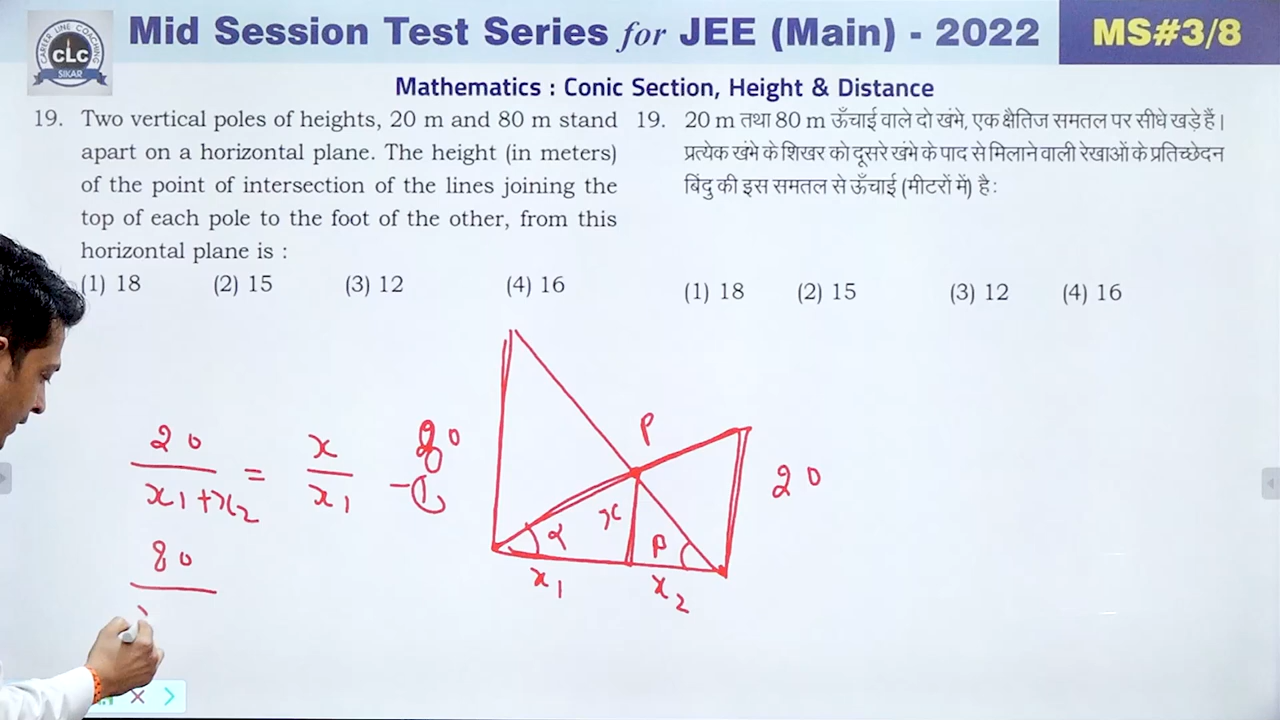 CAREER LINE COACHING
CLC
SIKAR
Mid Session Test Series for JEE (Main) - 2022
MS#3/8
Mathematics : Conic Section, Height & Distance
19. Two vertical poles of heights, 20 m and 80 m stand
apart on a horizontal plane. The height (in meters)
of the point of intersection of the lines joining the
top of each pole to the foot of the other, from this
horizontal plane is :
(1) 18 (2) 15 (3) 12 (4) 16
19. 20 m तथा 80 m ऊँचाई वाले दो खंभे, एक क्षैतिज समतल पर सीधे खड़े हैं।
प्रत्येक खंभे के शिखर को दूसरे खंभे के पाद से मिलाने वाली रेखाओं के प्रतिच्छेदन
बिंदु की इस समतल से ऊँचाई (मीटरों में) है :
(1) 18 (2) 15 (3) 12 (4) 16
20 / x₁+x₂ = x / x₁ –①
80
80
P
20
x
α
β
x₁
x₂